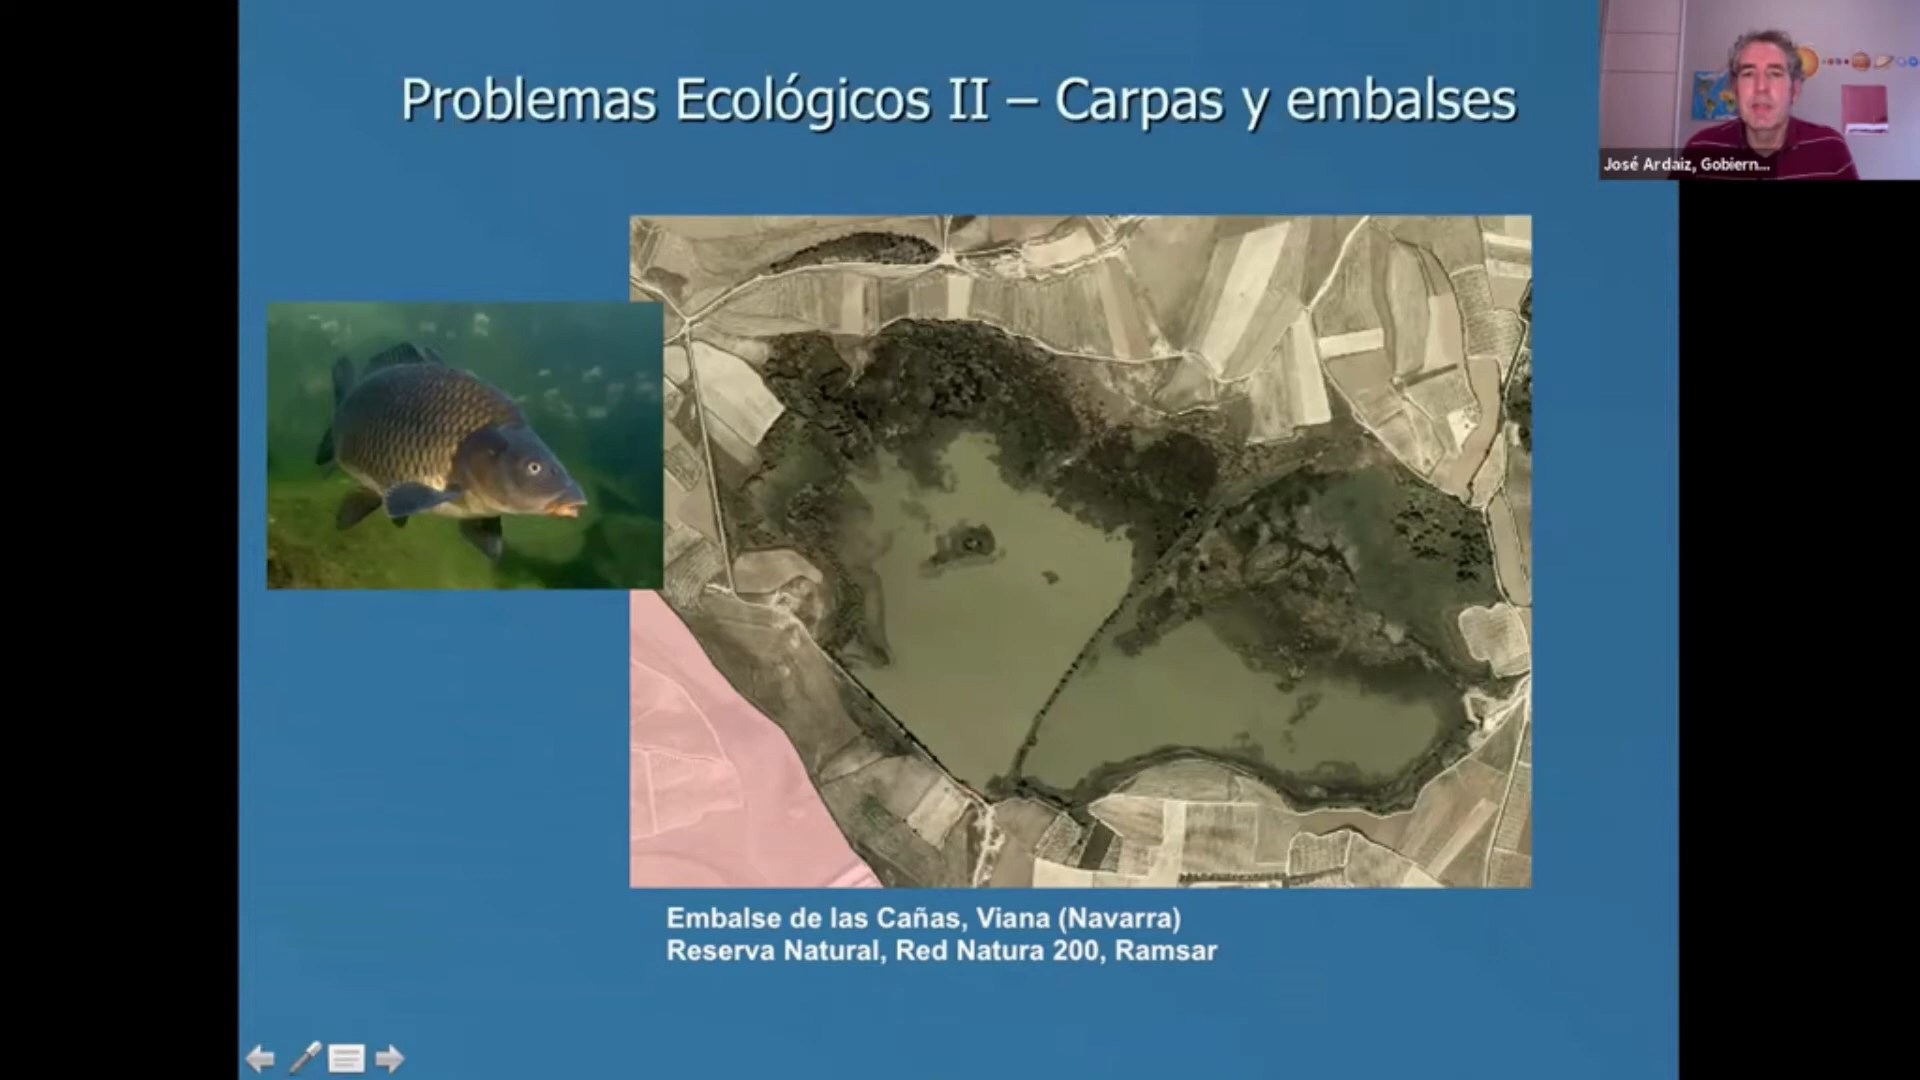 Problemas Ecológicos II – Carpas y embalses
José Ardaiz, Gobiern...
Embalse de las Cañas, Viana (Navarra)
Reserva Natural, Red Natura 200, Ramsar